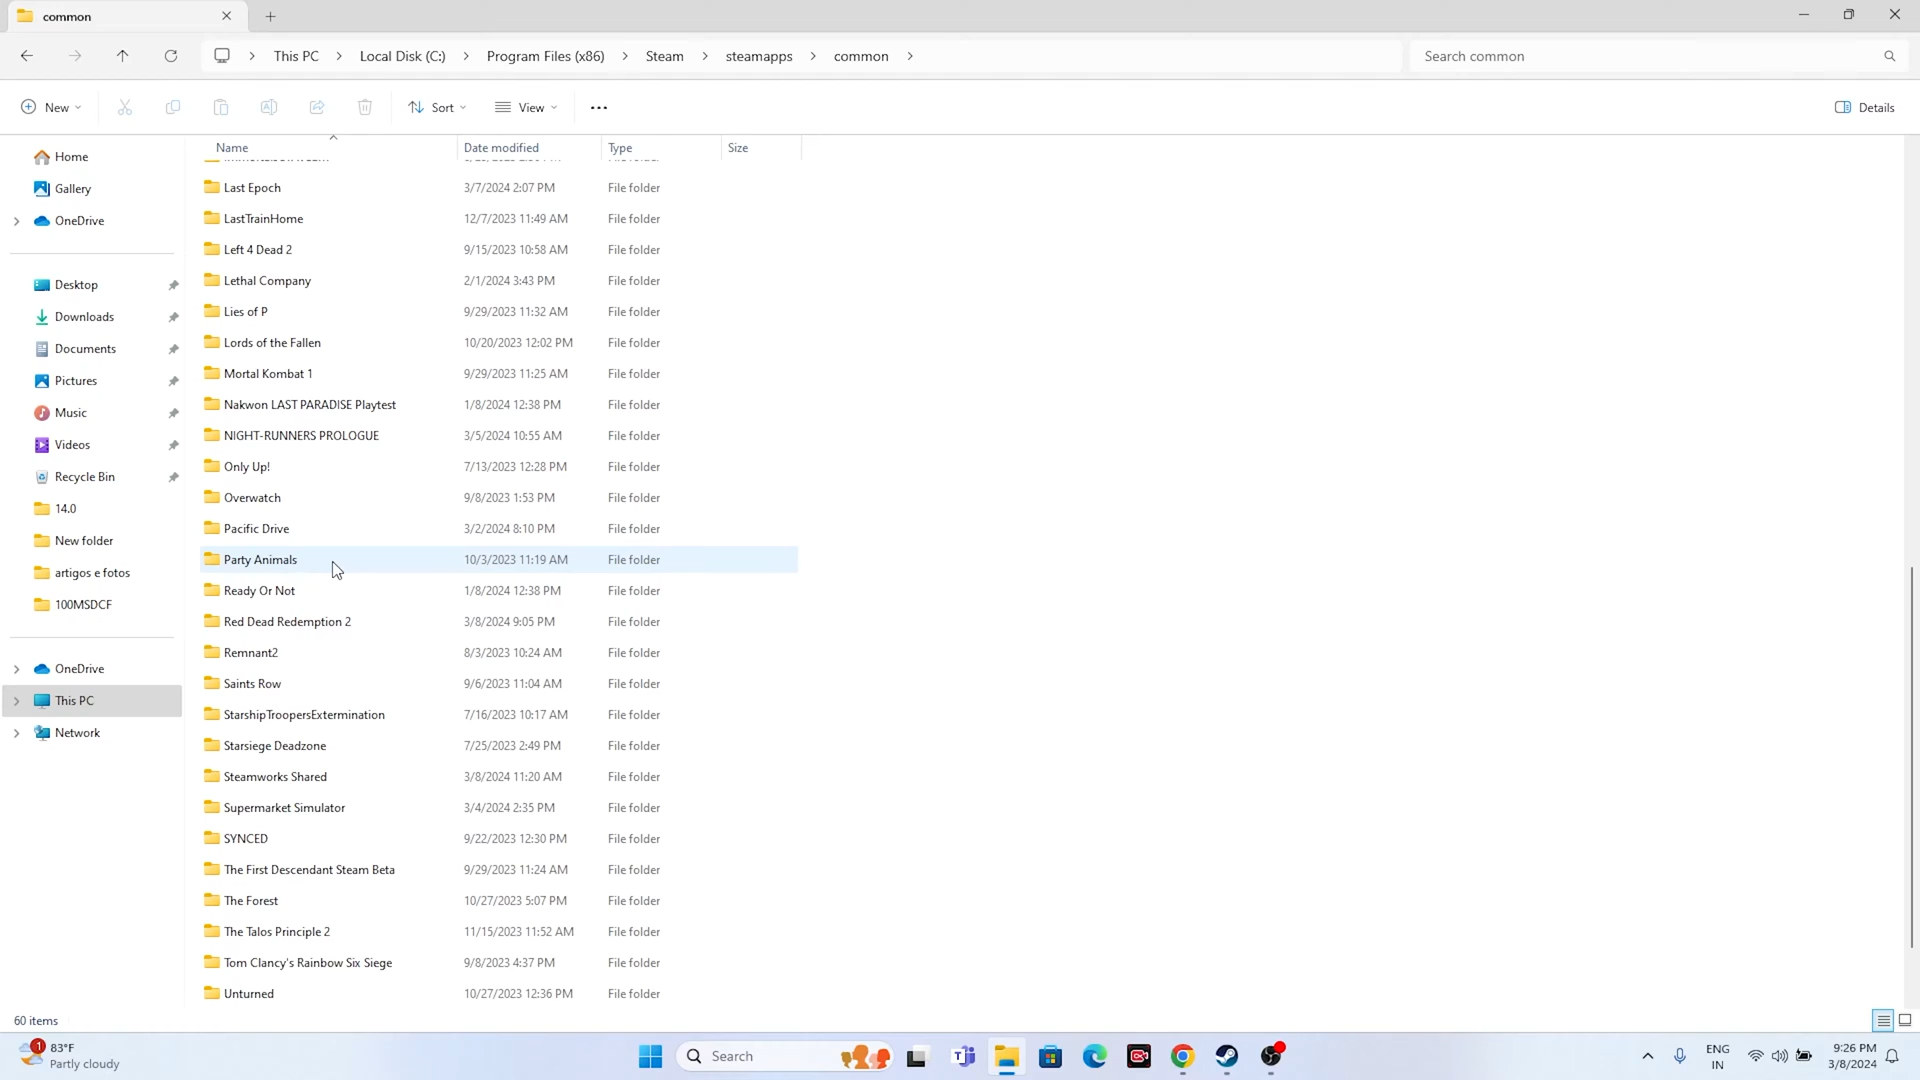 common
This PC > Local Disk (C:) > Program Files (x86) > Steam > steamapps > common >
Search common
New
Sort
View
Details
Name Date modified Type Size
Home
Gallery
OneDrive
Desktop
Downloads
Documents
Pictures
Music
Videos
Recycle Bin
14.0
New folder
artigos e fotos
100MSDCF
OneDrive
This PC
Network
Last Epoch 3/7/2024 2:07 PM File folder
LastTrainHome 12/7/2023 11:49 AM File folder
Left 4 Dead 2 9/15/2023 10:58 AM File folder
Lethal Company 2/1/2024 3:43 PM File folder
Lies of P 9/29/2023 11:32 AM File folder
Lords of the Fallen 10/20/2023 12:02 PM File folder
Mortal Kombat 1 9/29/2023 11:25 AM File folder
Nakwon LAST PARADISE Playtest 1/8/2024 12:38 PM File folder
NIGHT-RUNNERS PROLOGUE 3/5/2024 10:55 AM File folder
Only Up! 7/13/2023 12:28 PM File folder
Overwatch 9/8/2023 1:53 PM File folder
Pacific Drive 3/2/2024 8:10 PM File folder
Party Animals 10/3/2023 11:19 AM File folder
Ready Or Not 1/8/2024 12:38 PM File folder
Red Dead Redemption 2 3/8/2024 9:05 PM File folder
Remnant2 8/3/2023 10:24 AM File folder
Saints Row 9/6/2023 11:04 AM File folder
StarshipTroopersExtermination 7/16/2023 10:17 AM File folder
Starsiege Deadzone 7/25/2023 2:49 PM File folder
Steamworks Shared 3/8/2024 11:20 AM File folder
Supermarket Simulator 3/4/2024 2:35 PM File folder
SYNCED 9/22/2023 12:30 PM File folder
The First Descendant Steam Beta 9/29/2023 11:24 AM File folder
The Forest 10/27/2023 5:07 PM File folder
The Talos Principle 2 11/15/2023 11:52 AM File folder
Tom Clancy's Rainbow Six Siege 9/8/2023 4:37 PM File folder
Unturned 10/27/2023 12:36 PM File folder
60 items
1
83°F
Partly cloudy
Search
ENG
IN
9:26 PM
3/8/2024